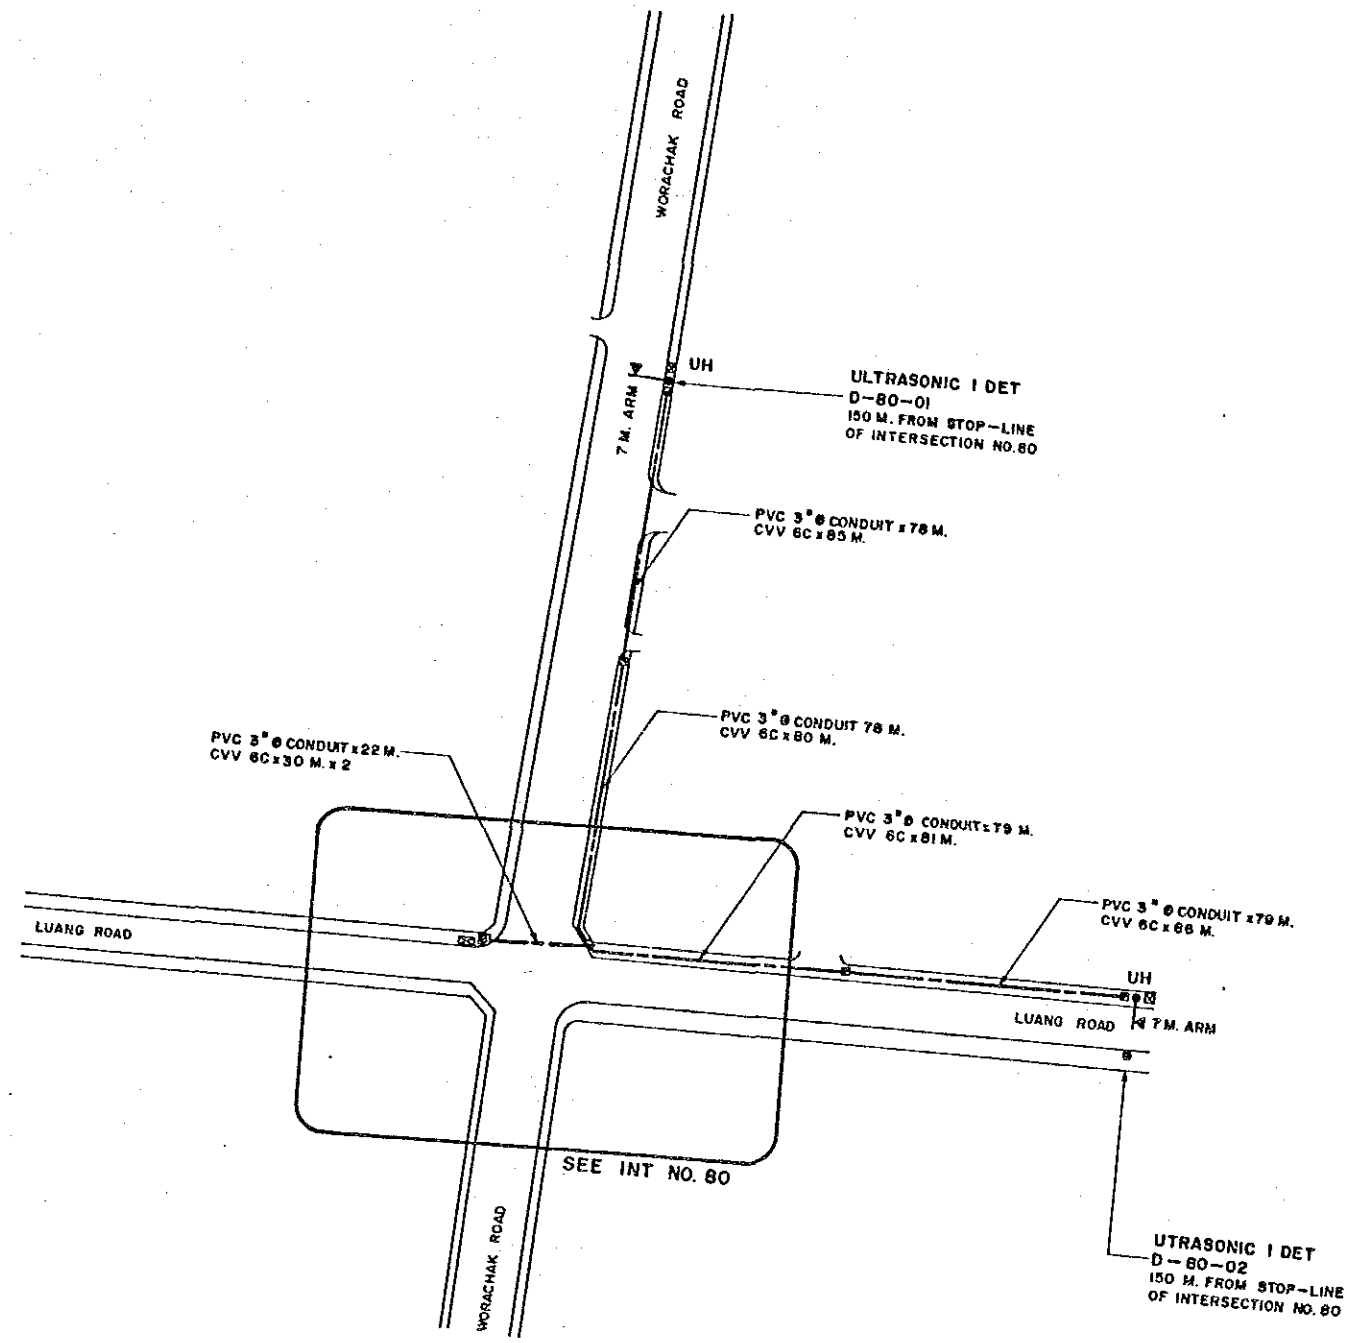 WORACHAK ROAD
UH
7 M. ARM
ULTRASONIC 1 DET
D-80-01
150 M. FROM STOP-LINE
OF INTERSECTION NO.80
PVC 3"Ø CONDUIT x 78 M.
CVV 6C x 85 M.
PVC 3"Ø CONDUIT 78 M.
CVV 6C x 80 M.
PVC 3"Ø CONDUIT x 22 M.
CVV 6C x 30 M. x 2
PVC 3"Ø CONDUIT x 79 M.
CVV 6C x 81 M.
PVC 3"Ø CONDUIT x 79 M.
CVV 6C x 86 M.
LUANG ROAD
UH
LUANG ROAD
7 M. ARM
SEE INT NO. 80
WORACHAK ROAD
UTRASONIC 1 DET
D-80-02
150 M. FROM STOP-LINE
OF INTERSECTION NO. 80